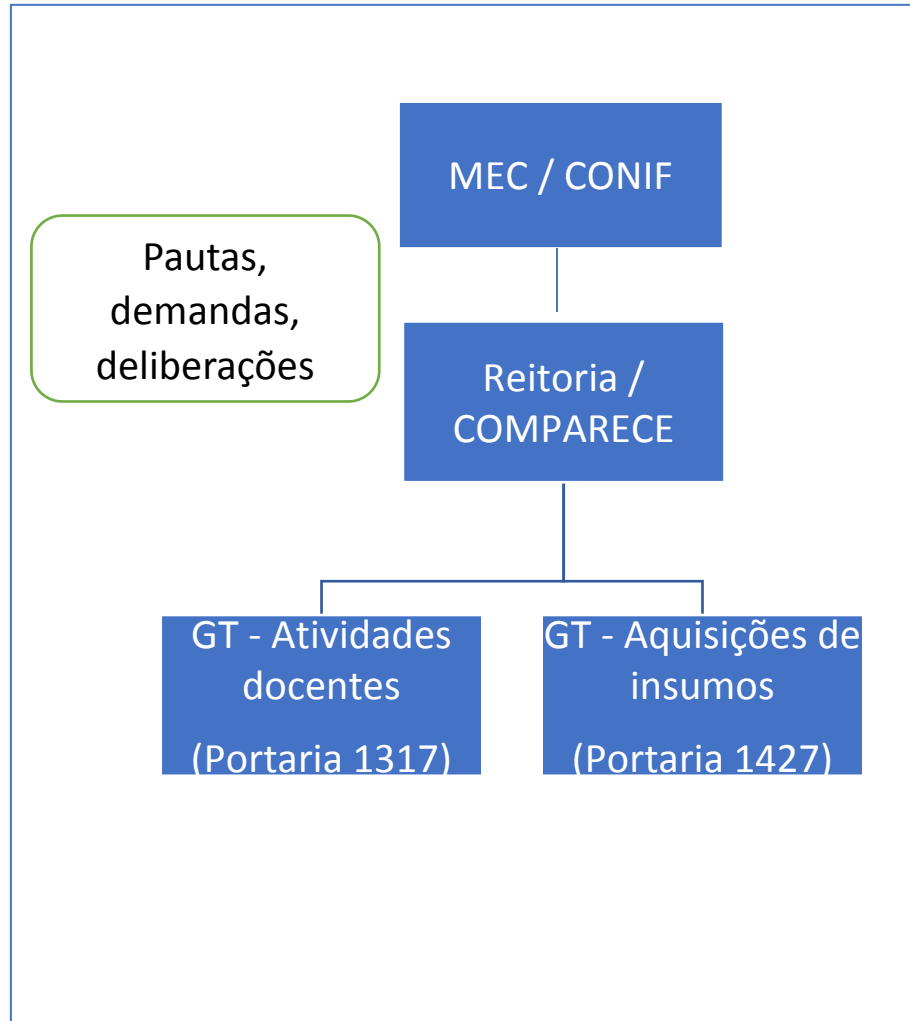 MEC / CONIF
Pautas,
demandas,
deliberações
Reitoria /
COMPARECE
GT - Atividades
docentes
(Portaria 1317)
GT - Aquisições de
insumos
(Portaria 1427)